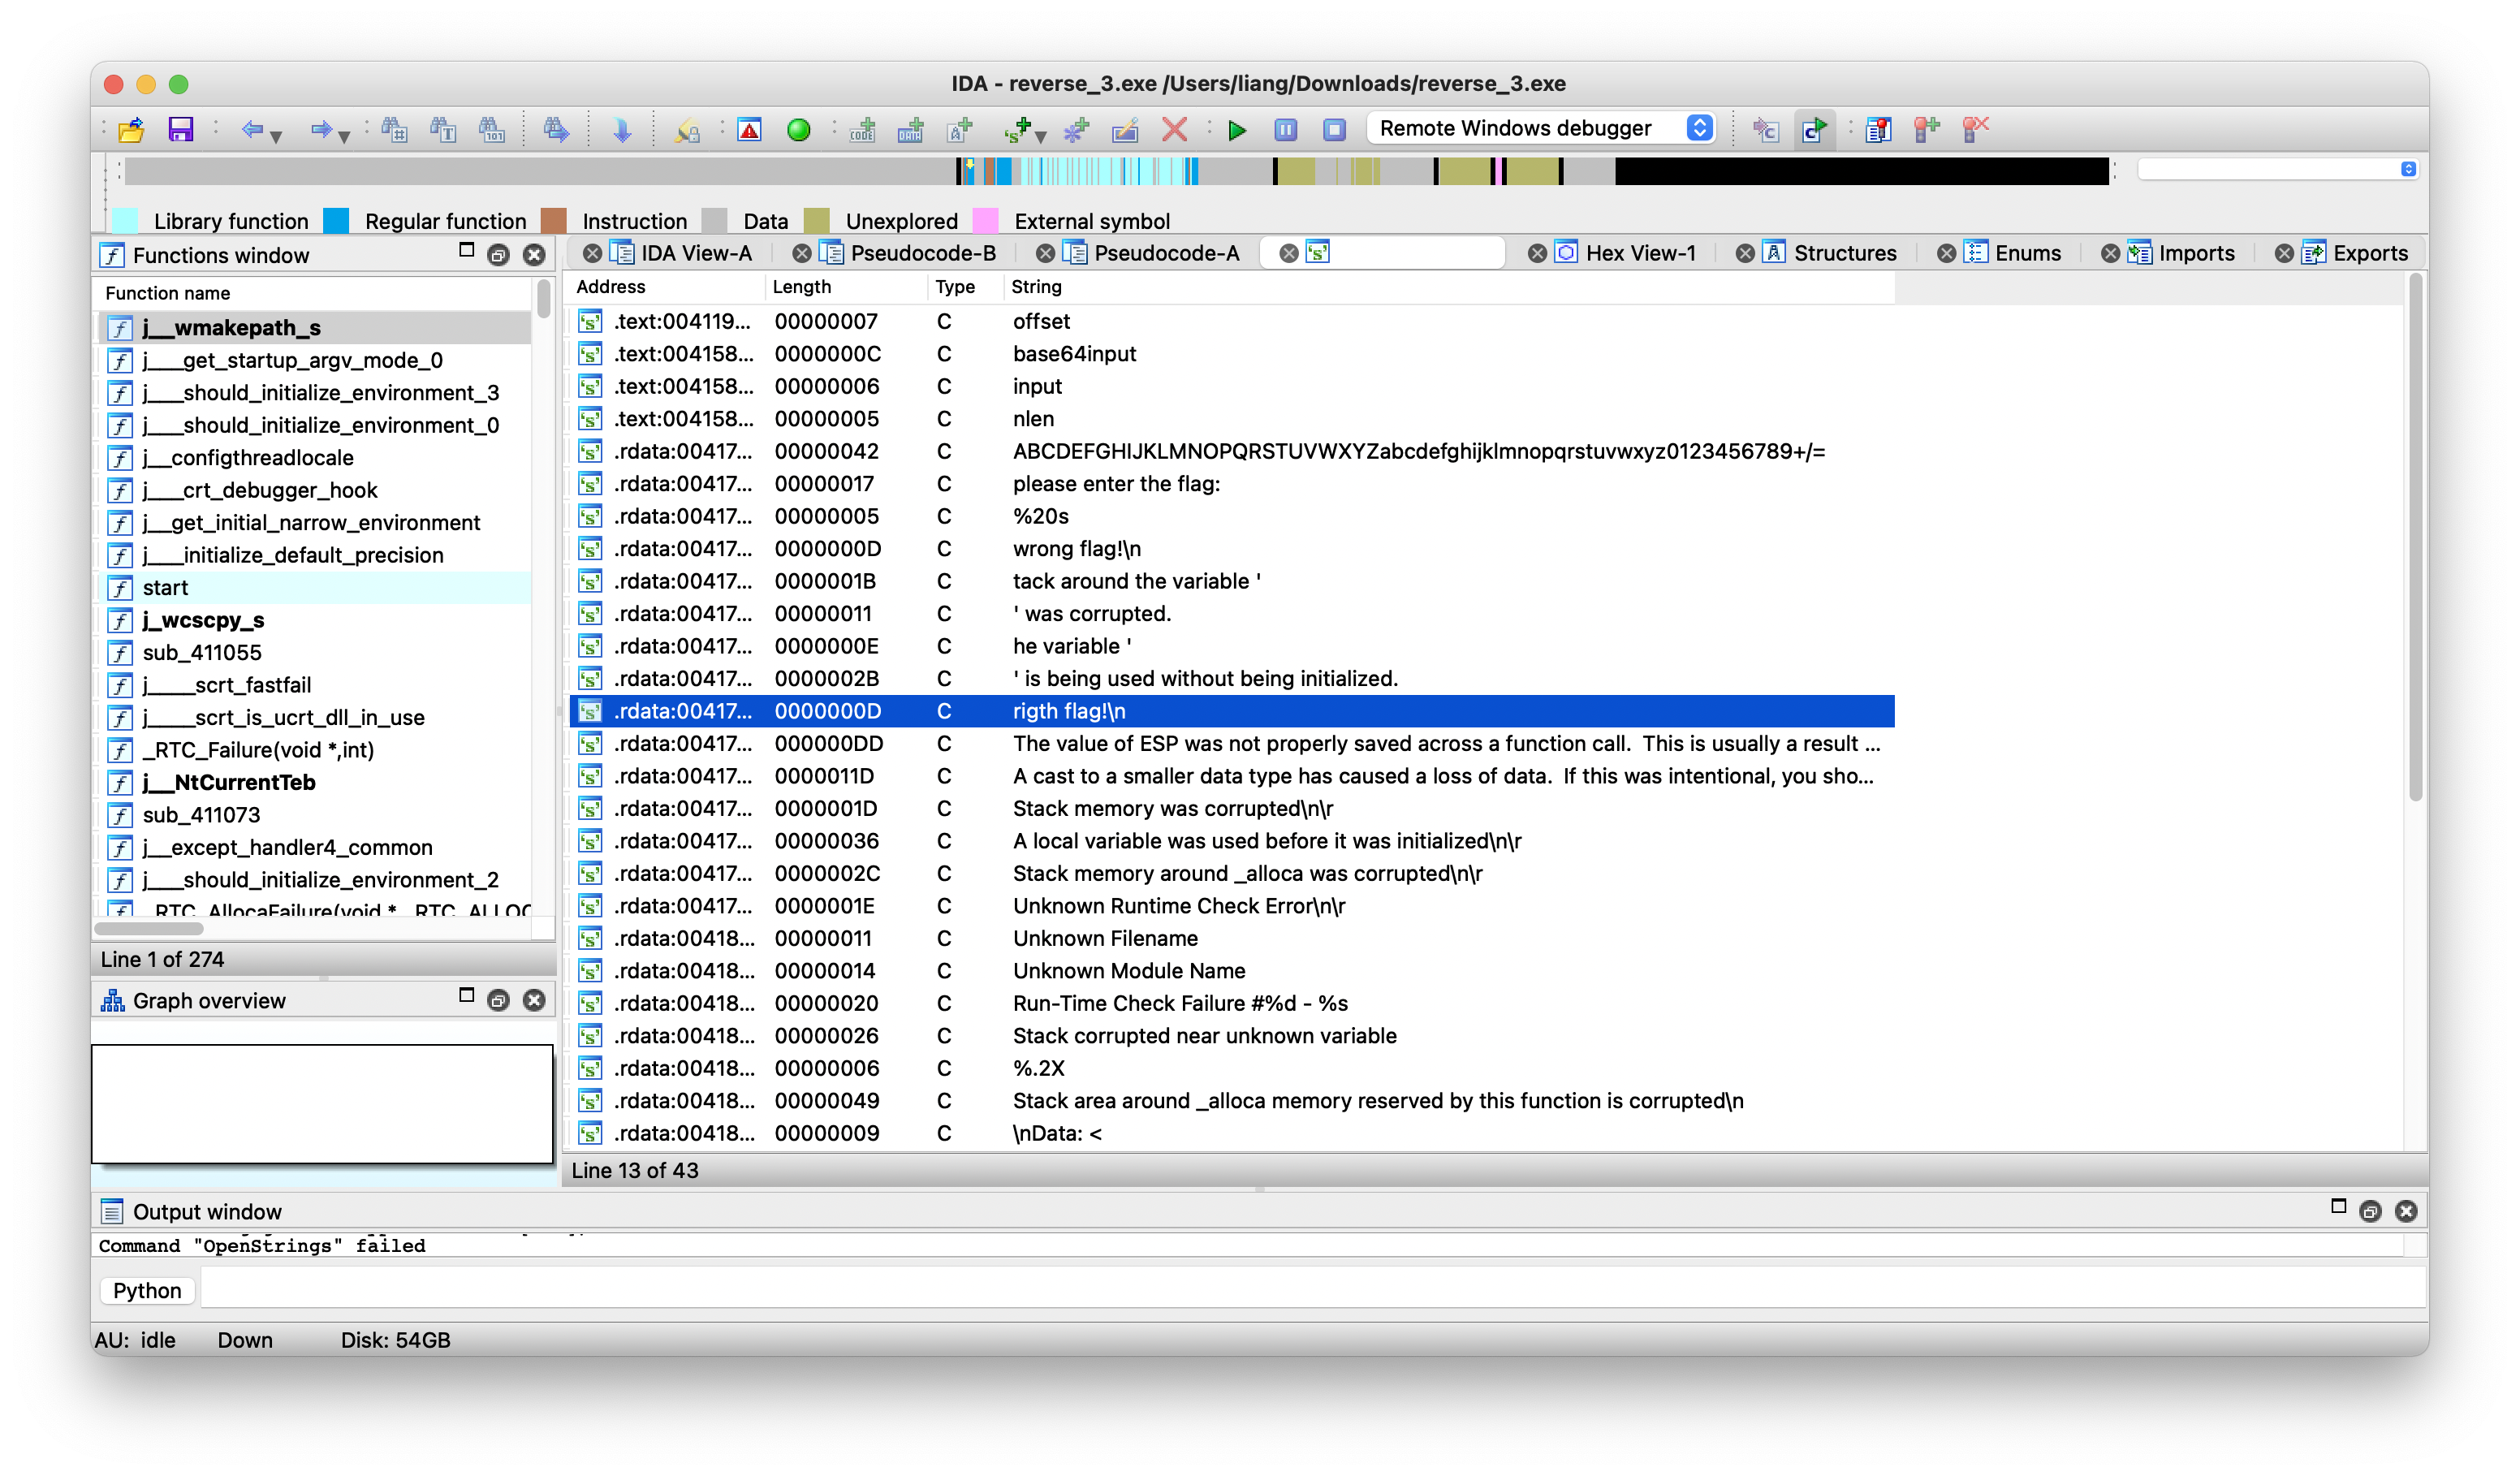 IDA - reverse_3.exe /Users/liang/Downloads/reverse_3.exe
Remote Windows debugger
Library function Regular function Instruction Data Unexplored External symbol
Functions window
IDA View-A Pseudocode-B Pseudocode-A Hex View-1 Structures Enums Imports Exports
Function name
j__wmakepath_s
j___get_startup_argv_mode_0
j___should_initialize_environment_3
j___should_initialize_environment_0
j__configthreadlocale
j___crt_debugger_hook
j__get_initial_narrow_environment
j___initialize_default_precision
start
j_wcscpy_s
sub_411055
j____scrt_fastfail
j____scrt_is_ucrt_dll_in_use
_RTC_Failure(void *,int)
j__NtCurrentTeb
sub_411073
j__except_handler4_common
j___should_initialize_environment_2
_RTC_AllocaFailure(void *, _RTC_ALLOC
Line 1 of 274
Graph overview
Address Length Type String
.text:004119... 00000007 C offset
.text:004158... 0000000C C base64input
.text:004158... 00000006 C input
.text:004158... 00000005 C nlen
.rdata:00417... 00000042 C ABCDEFGHIJKLMNOPQRSTUVWXYZabcdefghijklmnopqrstuvwxyz0123456789+/=
.rdata:00417... 00000017 C please enter the flag:
.rdata:00417... 00000005 C %20s
.rdata:00417... 0000000D C wrong flag!\n
.rdata:00417... 0000001B C tack around the variable '
.rdata:00417... 00000011 C ' was corrupted.
.rdata:00417... 0000000E C he variable '
.rdata:00417... 0000002B C ' is being used without being initialized.
.rdata:00417... 0000000D C rigth flag!\n
.rdata:00417... 000000DD C The value of ESP was not properly saved across a function call.  This is usually a result ...
.rdata:00417... 0000011D C A cast to a smaller data type has caused a loss of data.  If this was intentional, you sho...
.rdata:00417... 0000001D C Stack memory was corrupted\n\r
.rdata:00417... 00000036 C A local variable was used before it was initialized\n\r
.rdata:00417... 0000002C C Stack memory around _alloca was corrupted\n\r
.rdata:00417... 0000001E C Unknown Runtime Check Error\n\r
.rdata:00418... 00000011 C Unknown Filename
.rdata:00418... 00000014 C Unknown Module Name
.rdata:00418... 00000020 C Run-Time Check Failure #%d - %s
.rdata:00418... 00000026 C Stack corrupted near unknown variable
.rdata:00418... 00000006 C %.2X
.rdata:00418... 00000049 C Stack area around _alloca memory reserved by this function is corrupted\n
.rdata:00418... 00000009 C \nData: <
Line 13 of 43
Output window
Command "OpenStrings" failed
Python
AU: idle Down Disk: 54GB